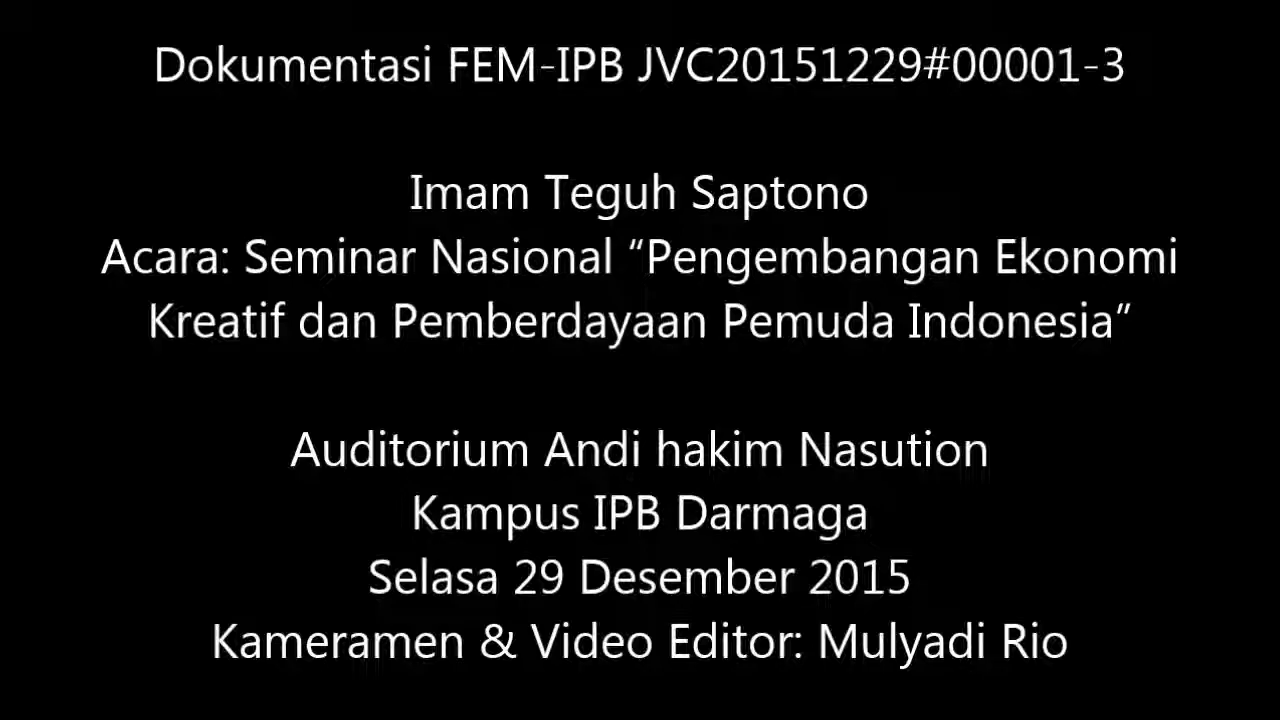 Dokumentasi FEM-IPB JVC20151229#00001-3
Imam Teguh Saptono
Acara: Seminar Nasional “Pengembangan Ekonomi
Kreatif dan Pemberdayaan Pemuda Indonesia”
Auditorium Andi hakim Nasution
Kampus IPB Darmaga
Selasa 29 Desember 2015
Kameramen & Video Editor: Mulyadi Rio